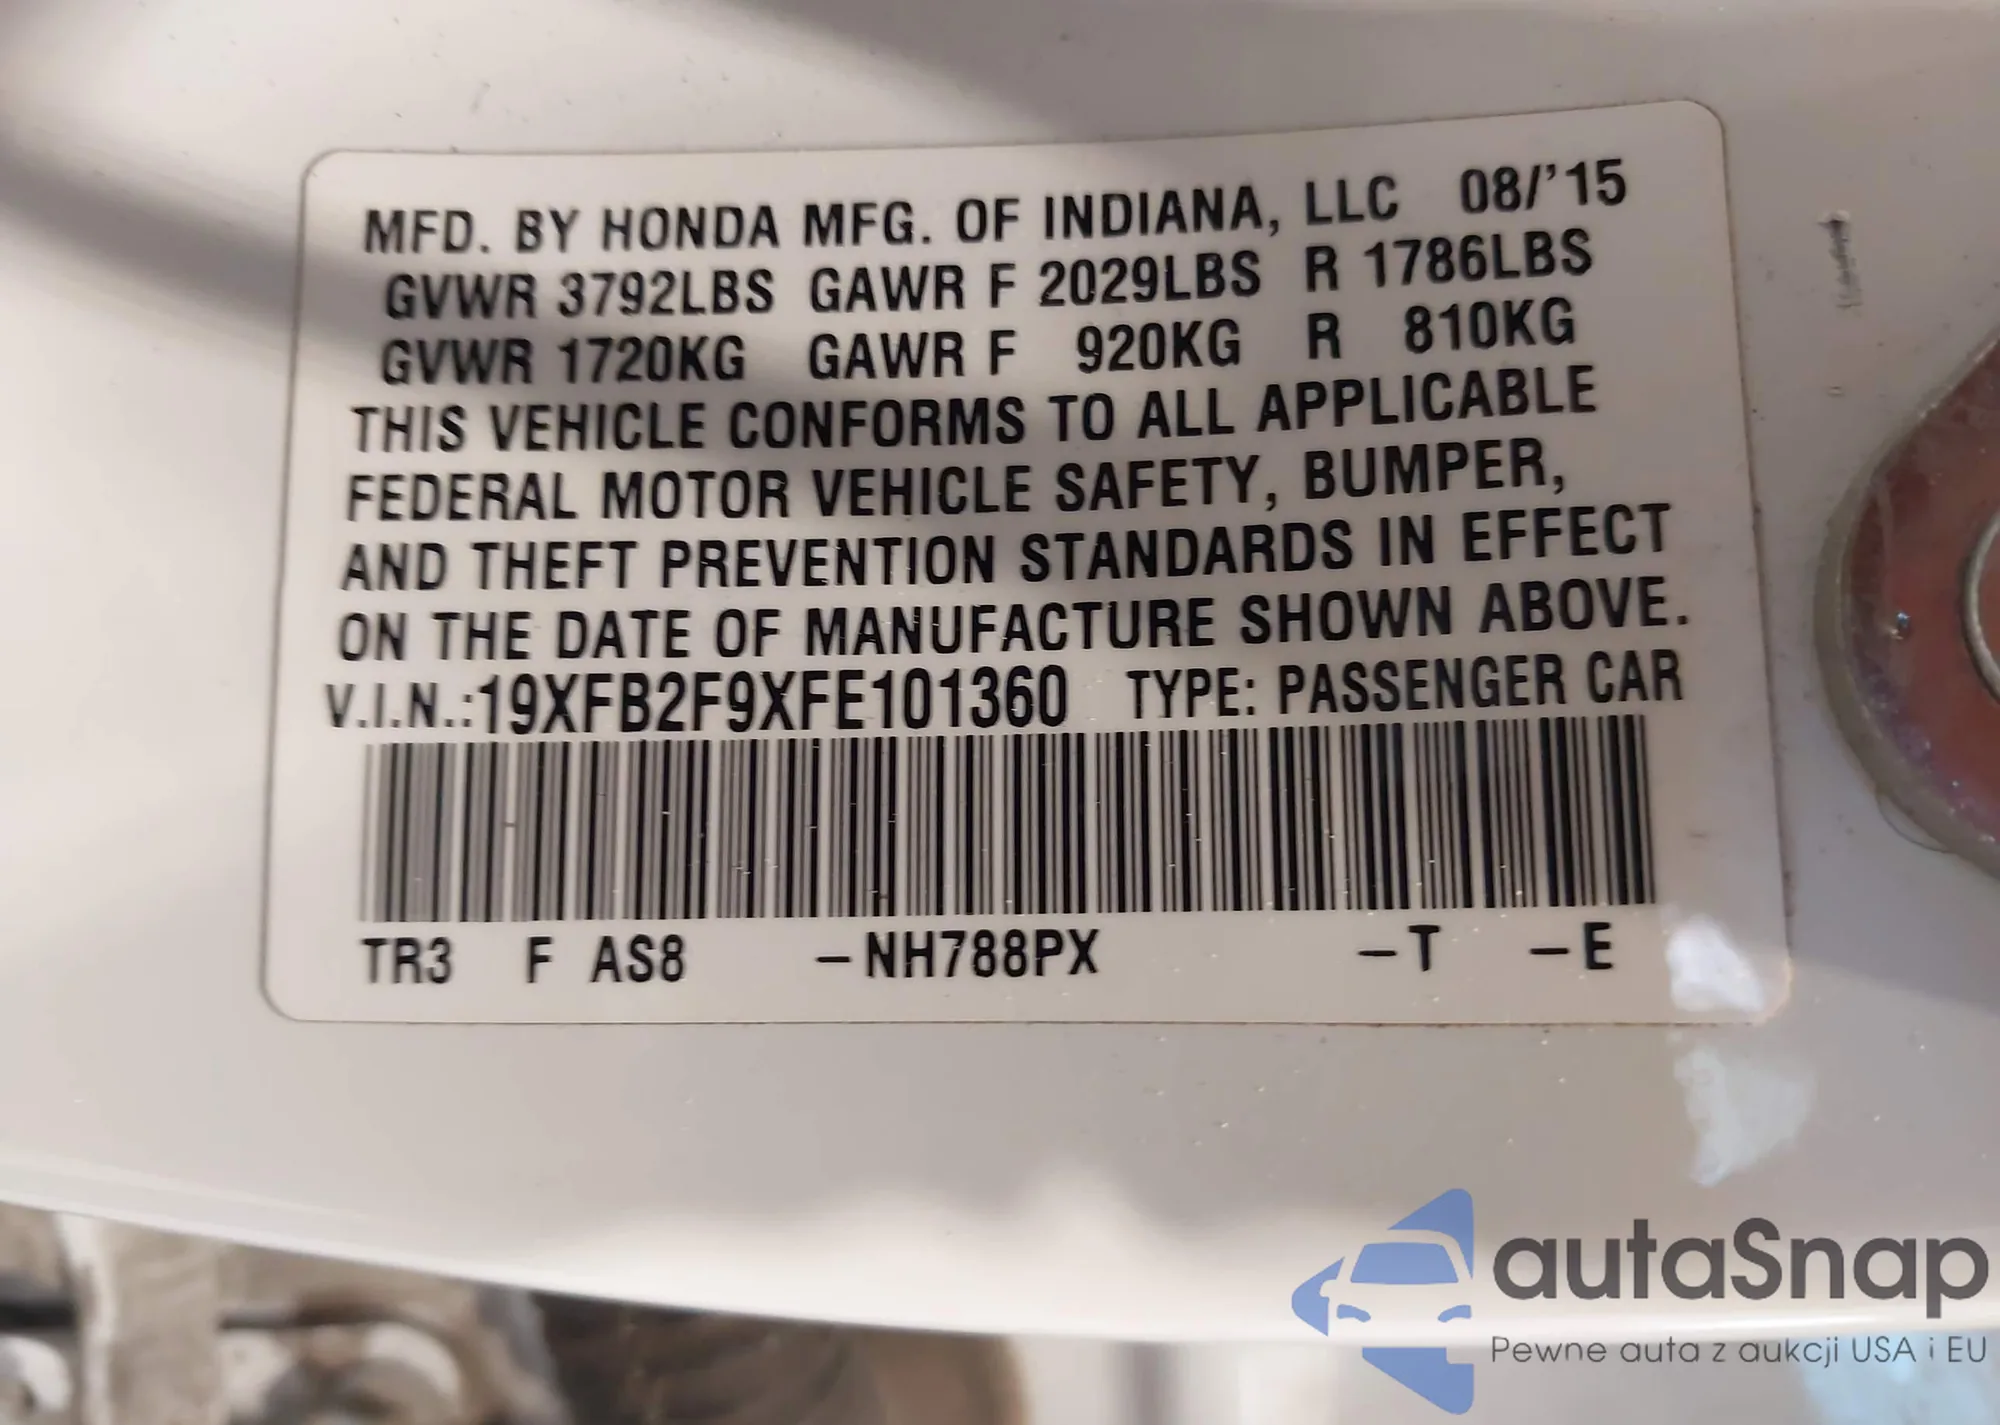 MFD. BY HONDA MFG. OF INDIANA, LLC 08/'15
GVWR 3792LBS GAWR F 2029LBS R 1786LBS
GVWR 1720KG GAWR F 920KG R 810KG
THIS VEHICLE CONFORMS TO ALL APPLICABLE
FEDERAL MOTOR VEHICLE SAFETY, BUMPER,
AND THEFT PREVENTION STANDARDS IN EFFECT
ON THE DATE OF MANUFACTURE SHOWN ABOVE.
V.I.N.:19XFB2F9XFE101360 TYPE: PASSENGER CAR
TR3 F AS8 -NH788PX -T -E
autaSnap
Pewne auta z aukcji USA i EU